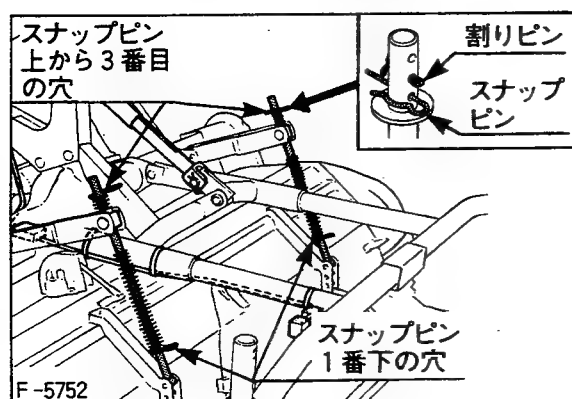 スナップピン
上から3番目
の穴
割りピン
スナップ
ピン
スナップピン
1番下の穴
F-5752